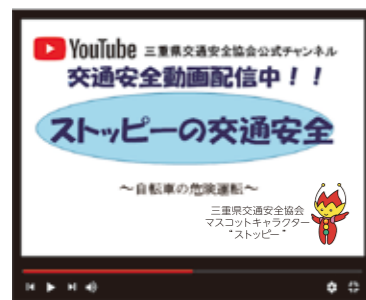 YouTube 三重県交通安全協会公式チャンネル
交通安全動画配信中！！
ストッピーの交通安全
～自転車の危険運転～
三重県交通安全協会
マスコットキャラクター
“ストッピー”